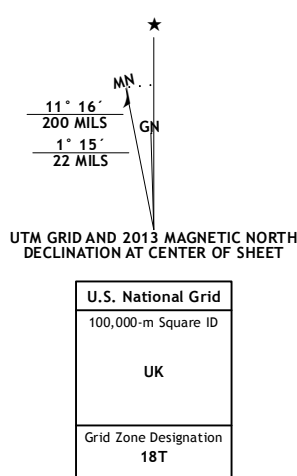 ★
MN
GN
11° 16´
200 MILS
1° 15´
22 MILS
UTM GRID AND 2013 MAGNETIC NORTH
DECLINATION AT CENTER OF SHEET
U.S. National Grid
100,000-m Square ID
UK
Grid Zone Designation
18T